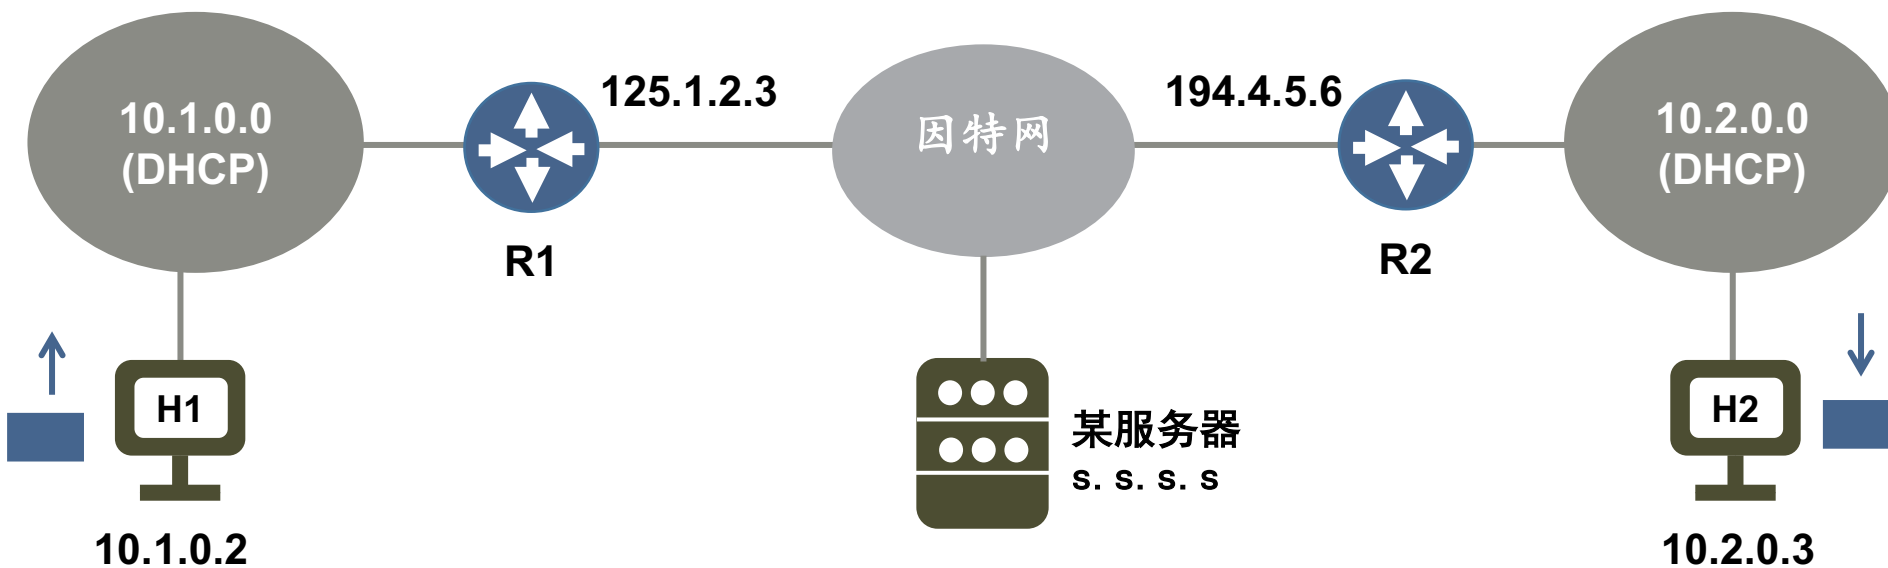 10.1.0.0
(DHCP)
125.1.2.3
因特网
194.4.5.6
10.2.0.0
(DHCP)
R1
R2
H1
某服务器
s. s. s. s
H2
10.1.0.2
10.2.0.3